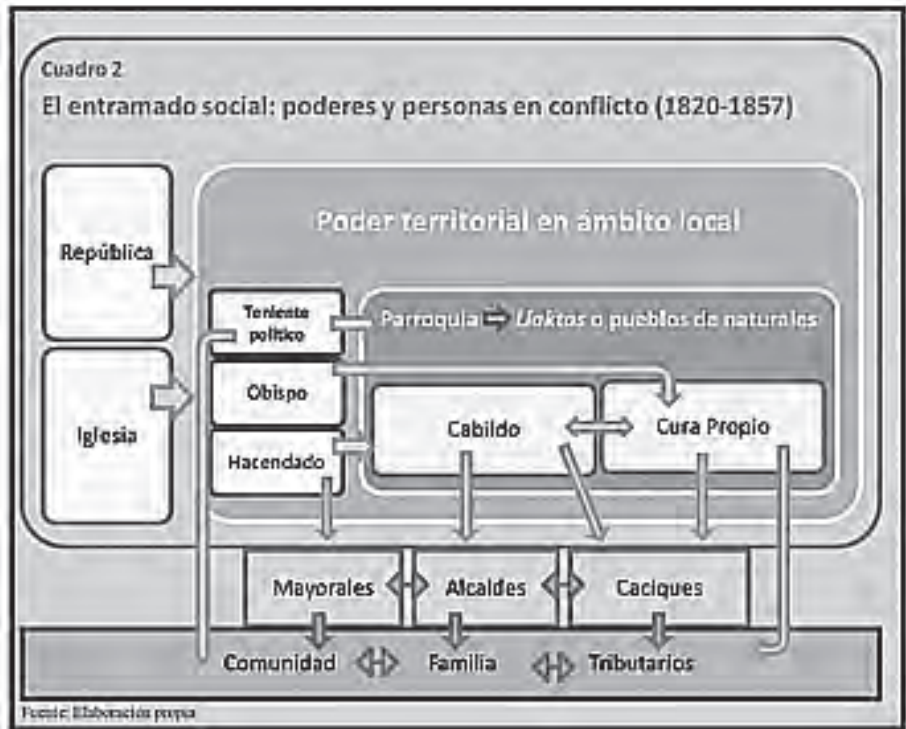 Cuadro 2
El entramado social: poderes y personas en conflicto (1820-1857)
República
Iglesia
Poder territorial en ámbito local
Teniente
político
Obispo
Hacendado
Parroquia Llaktas o pueblos de naturales
Cabildo
Cura Propio
Mayorales
Alcaldes
Caciques
Comunidad
Familia
Tributarios
Fuente: Elaboración propia